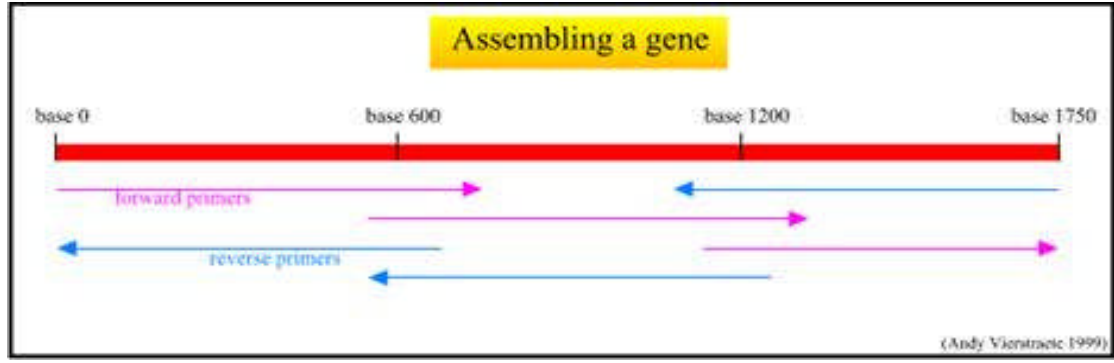 Assembling a gene
base 0 base 600 base 1200 base 1750
forward primers
reverse primers
(Andy Vierstraete 1999)